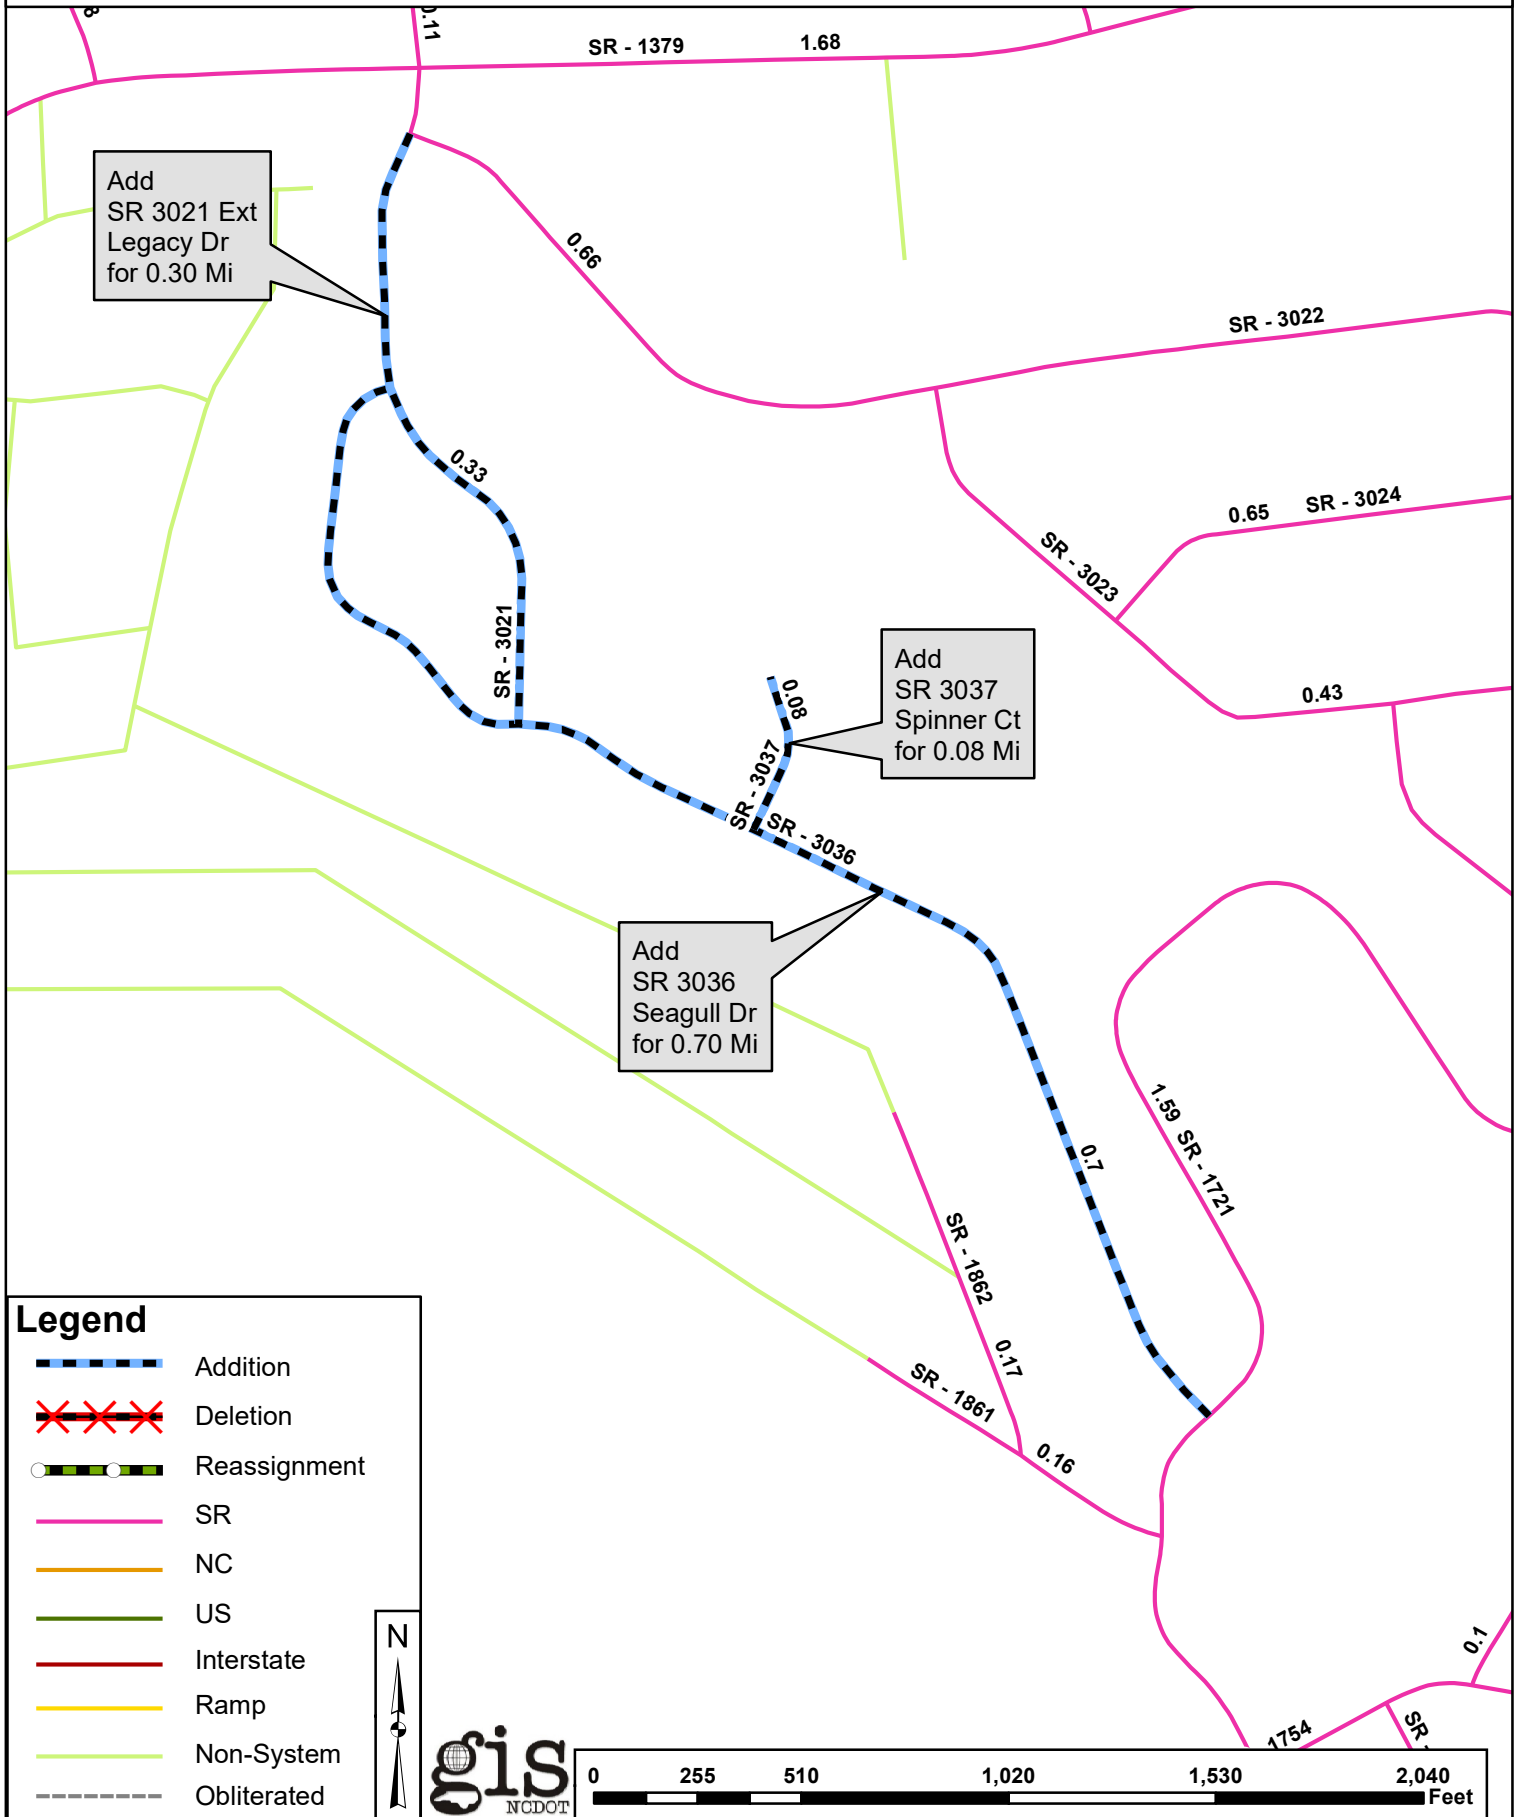 8
0.11
SR - 1379
1.68
Add
SR 3021 Ext
Legacy Dr
for 0.30 Mi
0.66
SR - 3022
0.33
SR - 3024
0.65
SR - 3023
SR - 3021
0.43
Add
SR 3037
Spinner Ct
for 0.08 Mi
0.08
SR - 3037
SR - 3036
Add
SR 3036
Seagull Dr
for 0.70 Mi
1.59 SR - 1721
0.7
SR - 1862
0.17
SR - 1861
0.16
0.1
1754
SR -
Legend
Addition
Deletion
Reassignment
SR
NC
US
Interstate
Ramp
Non-System
Obliterated
N
gis
NCDOT
0 255 510 1,020 1,530 2,040
Feet